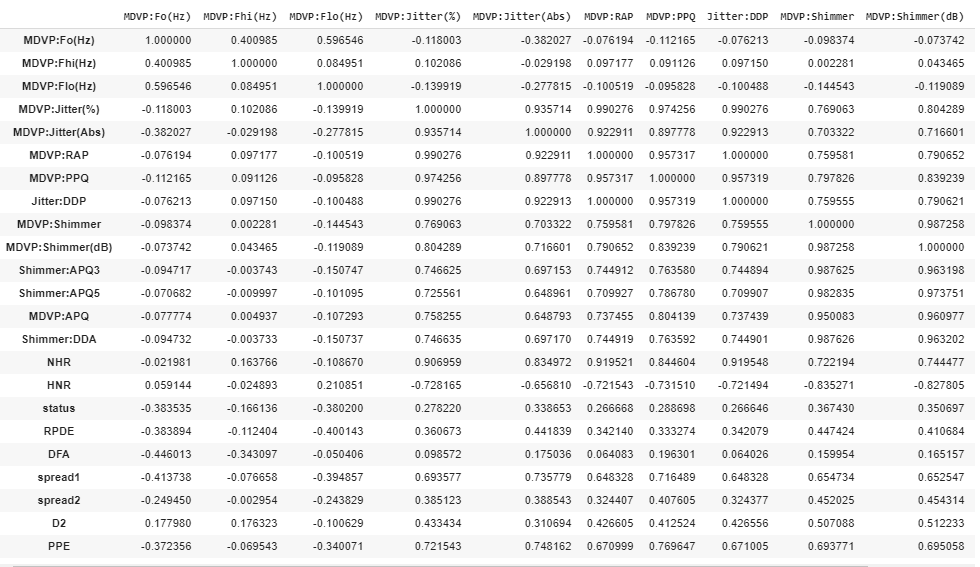 MDVP:Fo(Hz) MDVP:Fhi(Hz) MDVP:Flo(Hz) MDVP:Jitter(%) MDVP:Jitter(Abs) MDVP:RAP MDVP:PPQ Jitter:DDP MDVP:Shimmer MDVP:Shimmer(dB)
MDVP:Fo(Hz) 1.000000 0.400985 0.596546 -0.118003 -0.382027 -0.076194 -0.112165 -0.076213 -0.098374 -0.073742
MDVP:Fhi(Hz) 0.400985 1.000000 0.084951 0.102086 -0.029198 0.097177 0.091126 0.097150 0.002281 0.043465
MDVP:Flo(Hz) 0.596546 0.084951 1.000000 -0.139919 -0.277815 -0.100519 -0.095828 -0.100488 -0.144543 -0.119089
MDVP:Jitter(%) -0.118003 0.102086 -0.139919 1.000000 0.935714 0.990276 0.974256 0.990276 0.769063 0.804289
MDVP:Jitter(Abs) -0.382027 -0.029198 -0.277815 0.935714 1.000000 0.922911 0.897778 0.922913 0.703322 0.716601
MDVP:RAP -0.076194 0.097177 -0.100519 0.990276 0.922911 1.000000 0.957317 1.000000 0.759581 0.790652
MDVP:PPQ -0.112165 0.091126 -0.095828 0.974256 0.897778 0.957317 1.000000 0.957319 0.797826 0.839239
Jitter:DDP -0.076213 0.097150 -0.100488 0.990276 0.922913 1.000000 0.957319 1.000000 0.759555 0.790621
MDVP:Shimmer -0.098374 0.002281 -0.144543 0.769063 0.703322 0.759581 0.797826 0.759555 1.000000 0.987258
MDVP:Shimmer(dB) -0.073742 0.043465 -0.119089 0.804289 0.716601 0.790652 0.839239 0.790621 0.987258 1.000000
Shimmer:APQ3 -0.094717 -0.003743 -0.150747 0.746625 0.697153 0.744912 0.763580 0.744894 0.987625 0.963198
Shimmer:APQ5 -0.070682 -0.009997 -0.101095 0.725561 0.648961 0.709927 0.786780 0.709907 0.982835 0.973751
MDVP:APQ -0.077774 0.004937 -0.107293 0.758255 0.648793 0.737455 0.804139 0.737439 0.950083 0.960977
Shimmer:DDA -0.094732 -0.003733 -0.150737 0.746635 0.697170 0.744919 0.763592 0.744901 0.987626 0.963202
NHR -0.021981 0.163766 -0.108670 0.906959 0.834972 0.919521 0.844604 0.919548 0.722194 0.744477
HNR 0.059144 -0.024893 0.210851 -0.728165 -0.656810 -0.721543 -0.731510 -0.721494 -0.835271 -0.827805
status -0.383535 -0.166136 -0.380200 0.278220 0.338653 0.266668 0.288698 0.266646 0.367430 0.350697
RPDE -0.383894 -0.112404 -0.400143 0.360673 0.441839 0.342140 0.333274 0.342079 0.447424 0.410684
DFA -0.446013 -0.343097 -0.050406 0.098572 0.175036 0.064083 0.196301 0.064026 0.159954 0.165157
spread1 -0.413738 -0.076658 -0.394857 0.693577 0.735779 0.648328 0.716489 0.648328 0.654734 0.652547
spread2 -0.249450 -0.002954 -0.243829 0.385123 0.388543 0.324407 0.407605 0.324377 0.452025 0.454314
D2 0.177980 0.176323 -0.100629 0.433434 0.310694 0.426605 0.412524 0.426556 0.507088 0.512233
PPE -0.372356 -0.069543 -0.340071 0.721543 0.748162 0.670999 0.769647 0.671005 0.693771 0.695058